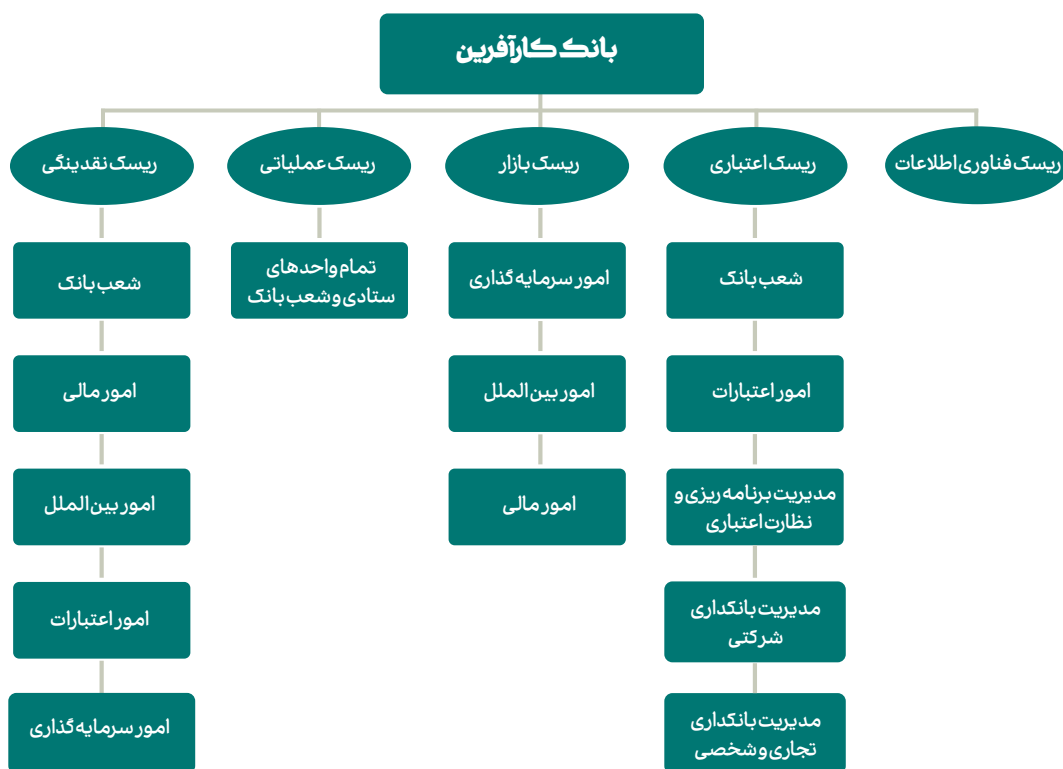 بانک کارآفرین
ریسک فناوری اطلاعات
ریسک اعتباری
ریسک بازار
ریسک عملیاتی
ریسک نقدینگی
شعب بانک
امور اعتبارات
مدیریت برنامه ریزی و
نظارت اعتباری
مدیریت بانکداری
شرکتی
مدیریت بانکداری
تجاری و شخصی
امور سرمایه گذاری
امور بین الملل
امور مالی
تمام واحدهای
ستادی و شعب بانک
شعب بانک
امور مالی
امور بین الملل
امور اعتبارات
امور سرمایه گذاری